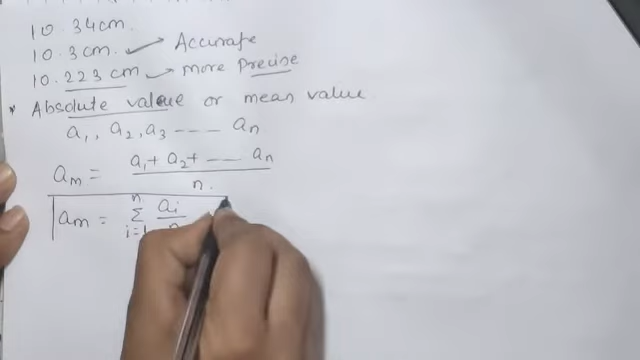 10.34cm.
10.3cm. Accurate
10.223 cm more Precise
* Absolute value or mean value
a1, a2, a3 ---- an
am = a1 + a2 + --- an / n.
am = n Σ i=1 ai / n